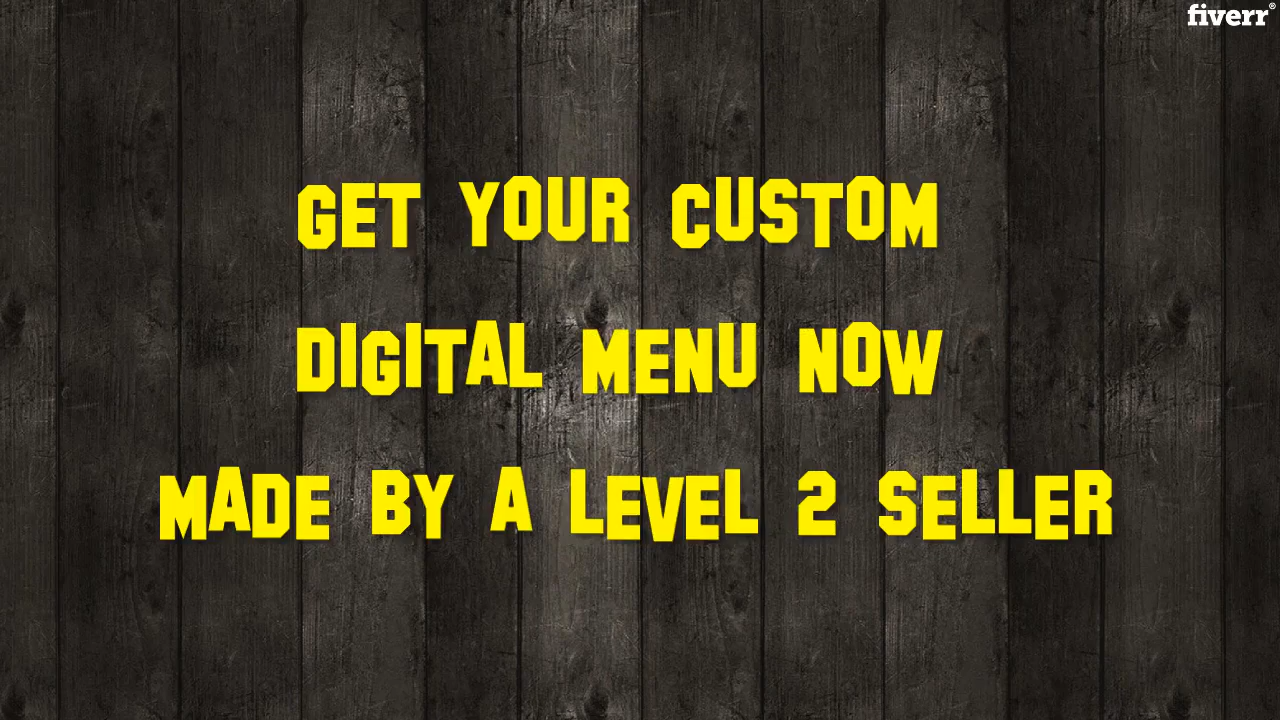 fiverr®
GET YOUR CUSTOM
DIGITAL MENU NOW
MADE BY A LEVEL 2 SELLER